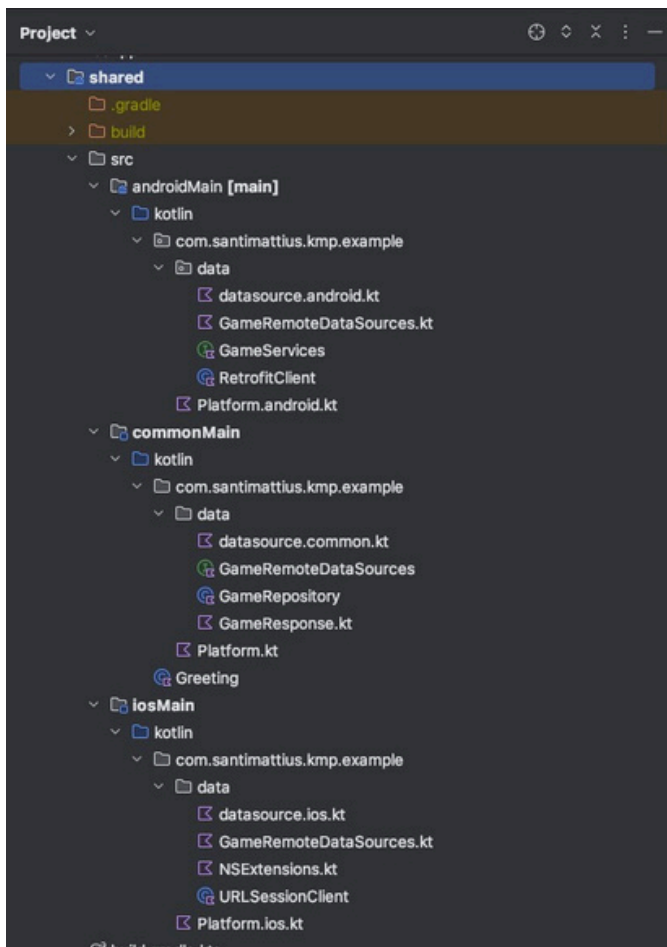 Project
shared
.gradle
build
src
androidMain [main]
kotlin
com.santimattius.kmp.example
data
datasource.android.kt
GameRemoteDataSources.kt
GameServices
RetrofitClient
Platform.android.kt
commonMain
kotlin
com.santimattius.kmp.example
data
datasource.common.kt
GameRemoteDataSources
GameRepository
GameResponse.kt
Platform.kt
Greeting
iosMain
kotlin
com.santimattius.kmp.example
data
datasource.ios.kt
GameRemoteDataSources.kt
NSExtensions.kt
URLSessionClient
Platform.ios.kt